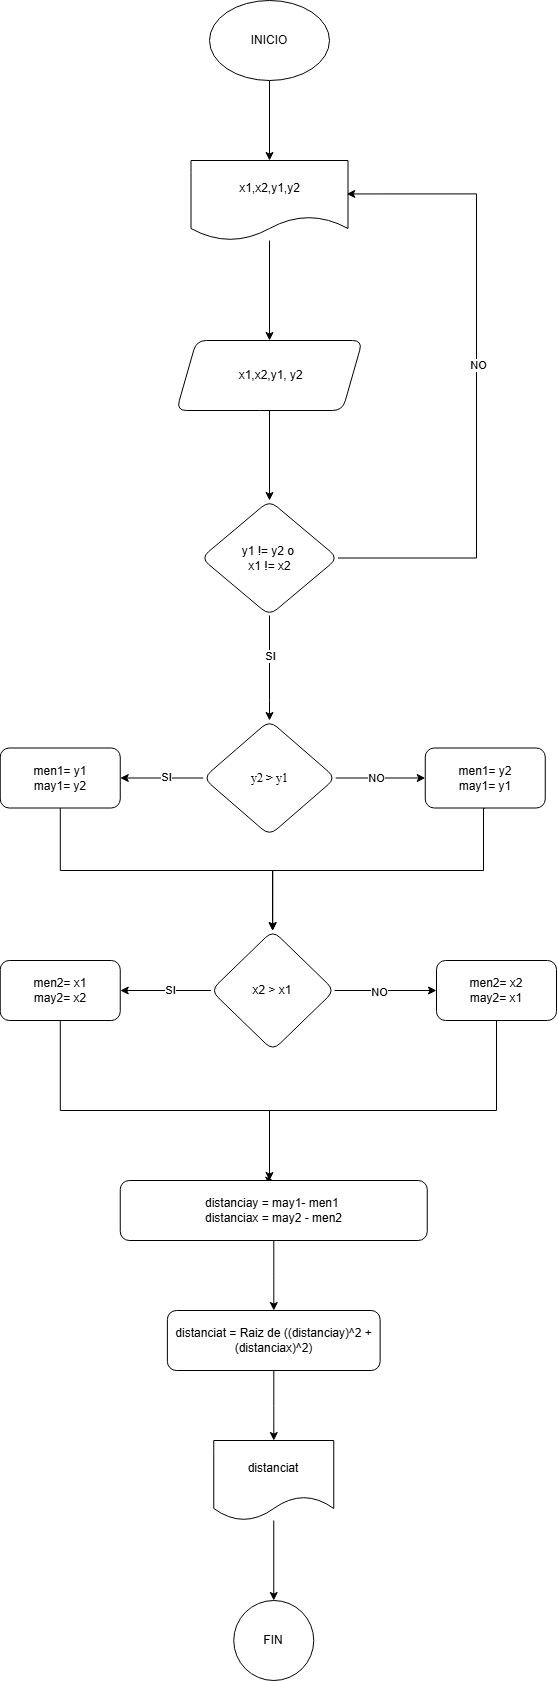 INICIO
x1,x2,y1,y2
x1,x2,y1, y2
NO
y1 != y2 o
x1 != x2
SI
men1= y1
may1= y2
SI
y2 > y1
NO
men1= y2
may1= y1
men2= x1
may2= x2
SI
x2 > x1
NO
men2= x2
may2= x1
distanciay = may1- men1
distanciax = may2 - men2
distanciat = Raiz de ((distanciay)^2 +
(distanciax)^2)
distanciat
FIN